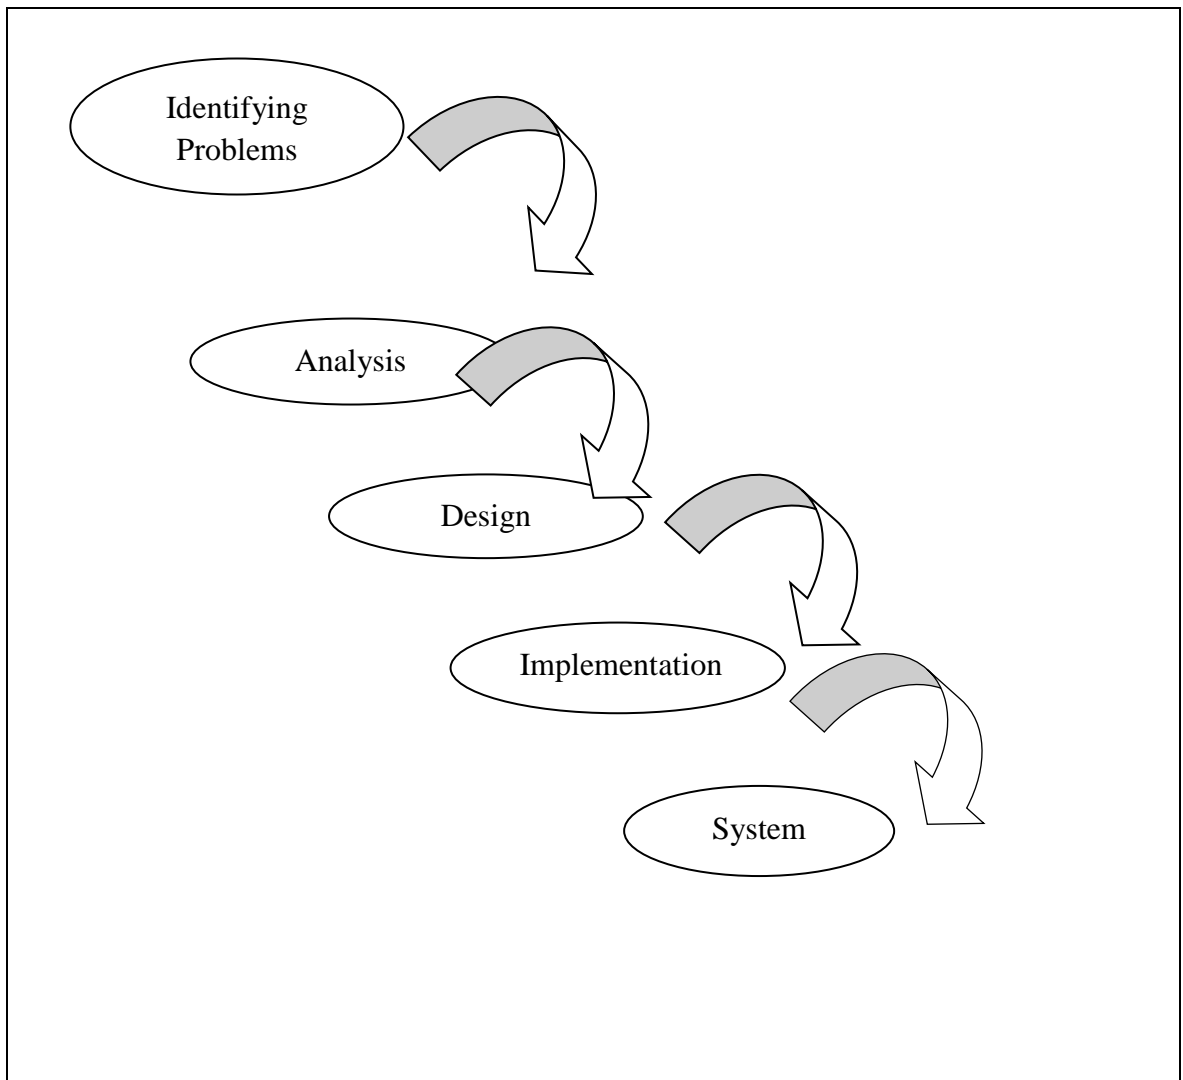 Identifying
Problems
Analysis
Design
Implementation
System